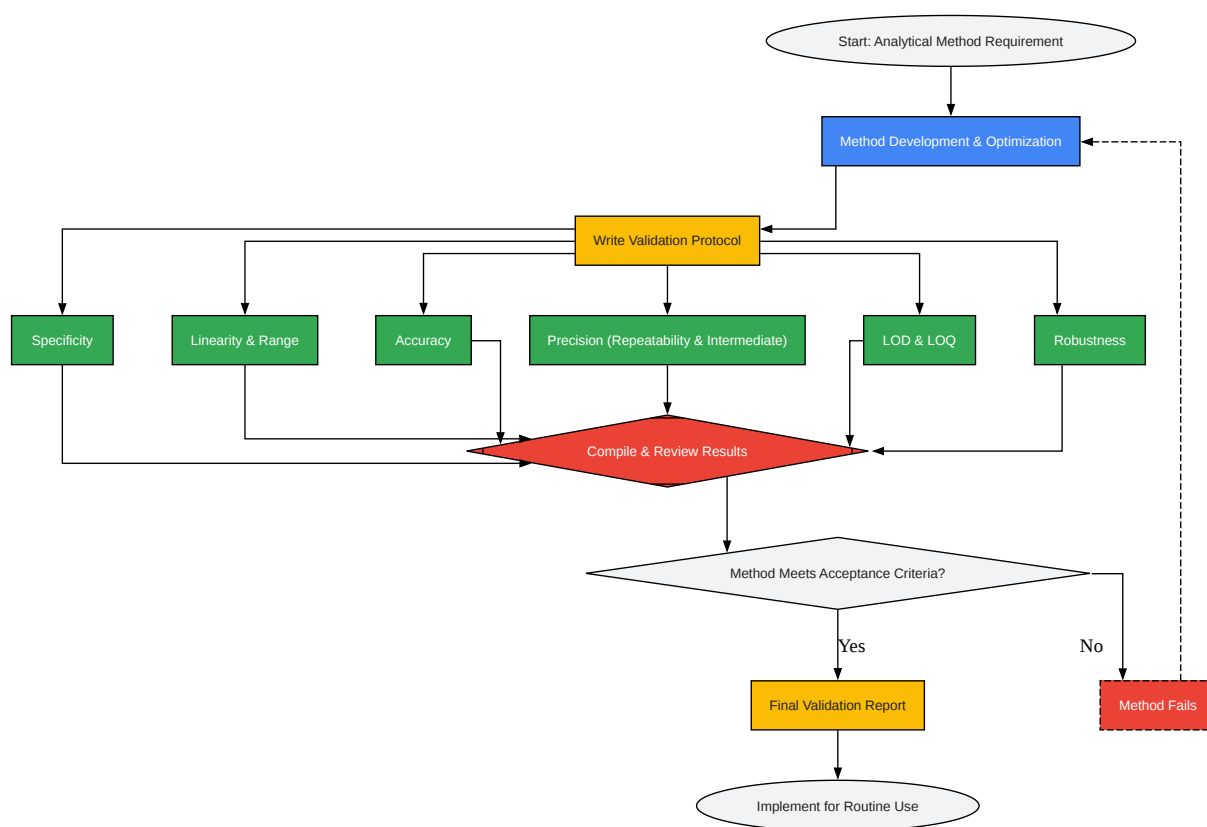 Start: Analytical Method Requirement
Method Development & Optimization
Write Validation Protocol
Specificity
Linearity & Range
Accuracy
Precision (Repeatability & Intermediate)
LOD & LOQ
Robustness
Compile & Review Results
Method Meets Acceptance Criteria?
Yes
No
Final Validation Report
Method Fails
Implement for Routine Use